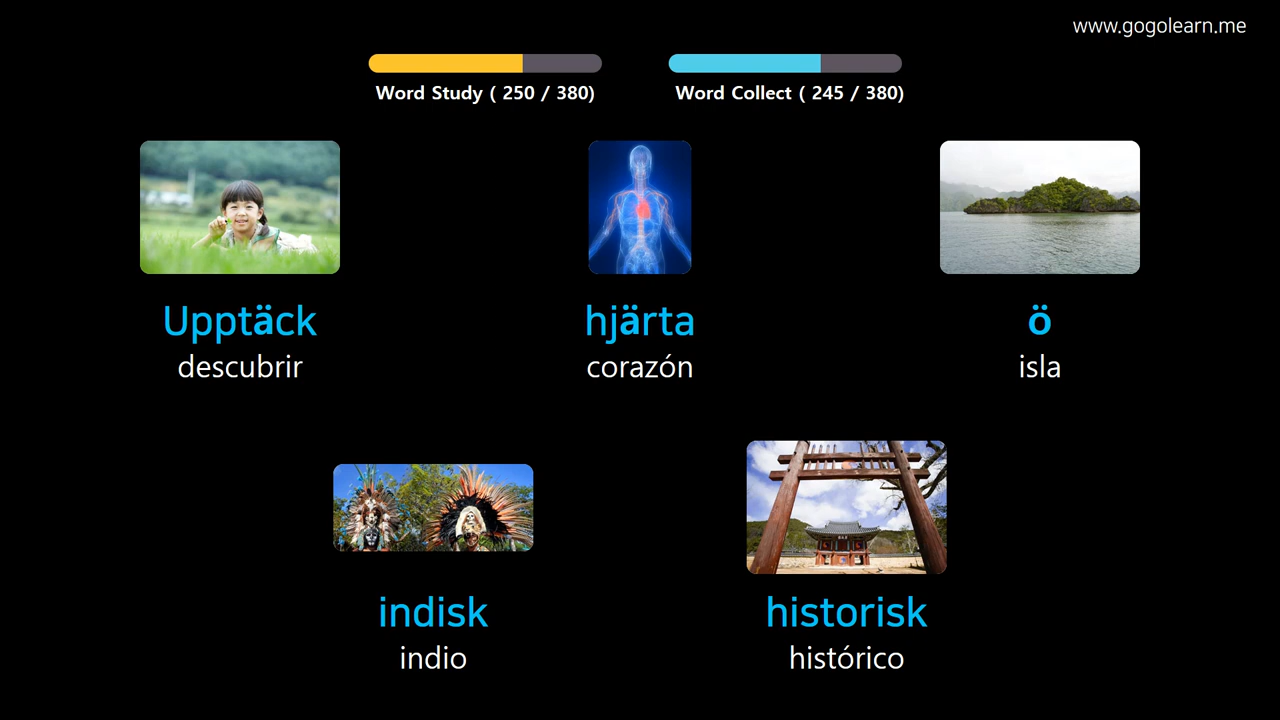 www.gogolearn.me
Word Study ( 250 / 380)
Word Collect ( 245 / 380)
Upptäck
descubrir
hjärta
corazón
ö
isla
indisk
indio
historisk
histórico